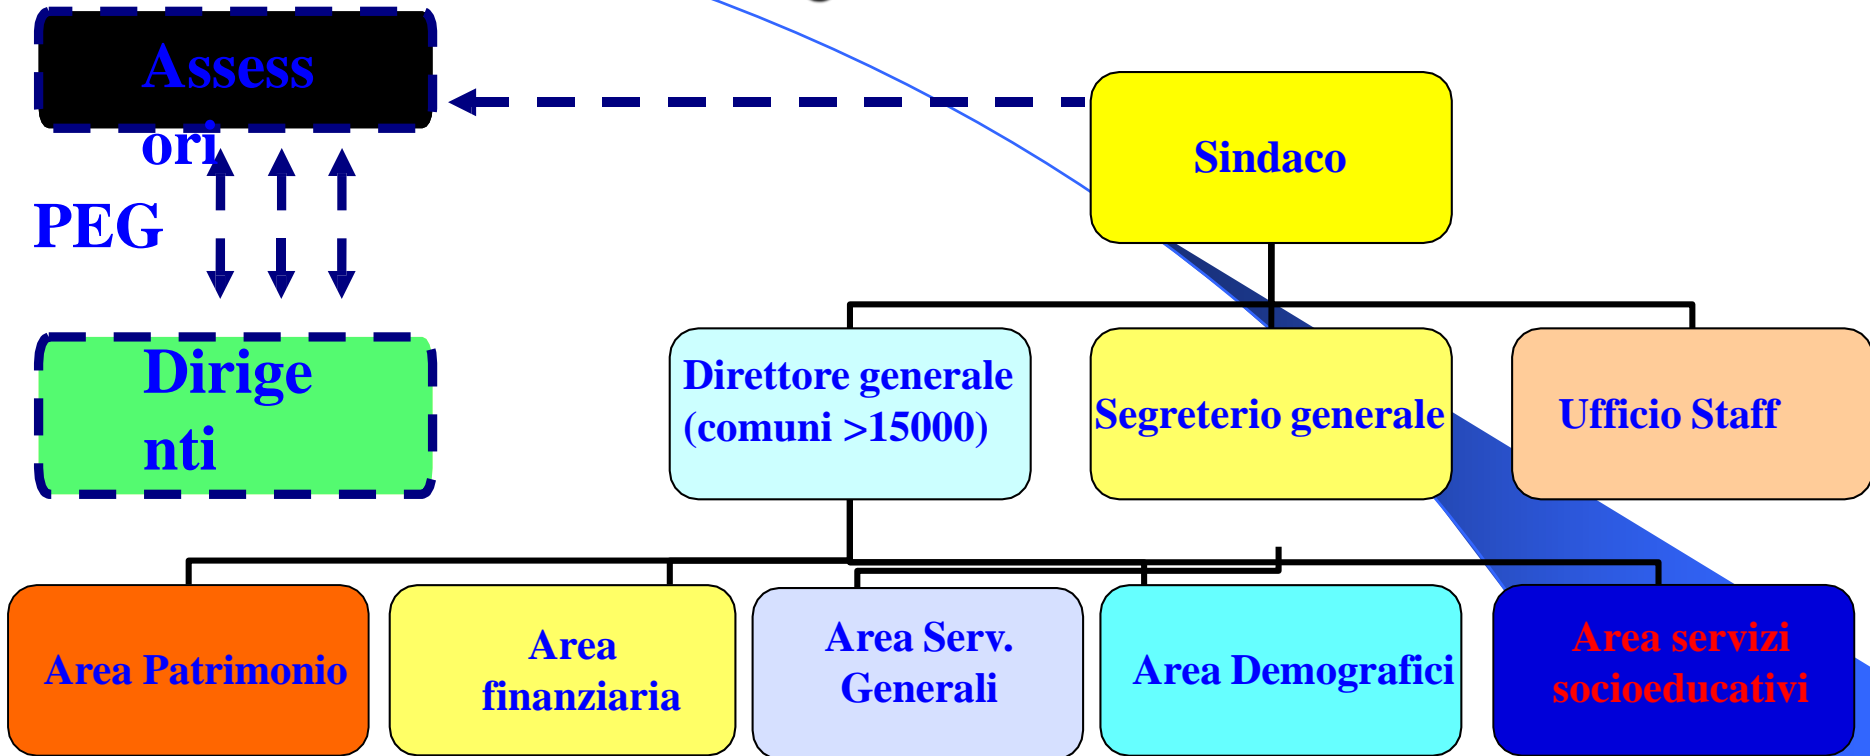 Assess
ori
PEG
Dirige
nti
Sindaco
Direttore generale
(comuni >15000)
Segreterio generale
Ufficio Staff
Area Patrimonio
Area
finanziaria
Area Serv.
Generali
Area Demografici
Area servizi
socioeducativi